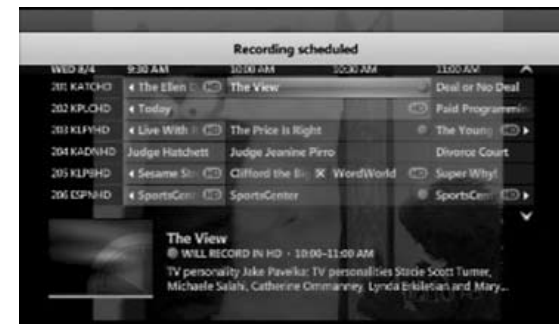 Recording scheduled
WED 8/4 9:30 AM 10:00 AM 10:30 AM 11:00 AM
201 KATCHD The Ellen The View Deal or No Deal
202 KPLCHD Today Paid Programmin
203 KLFYHD Live With The Price Is Right The Young
204 KADNHD Judge Hatchett Judge Jeanine Pirro Divorce Court
205 KLPBHD Sesame Clifford the WordWorld Super Why!
206 ESPNHD SportsCen SportsCenter SportsCen
The View
WILL RECORD IN HD · 10:00-11:00 AM
TV personality Jake Pavelka; TV personalities Stacie Scott Turner,
Michaele Salahi, Catherine Ommanney, Lynda Erkiletian and Mary...